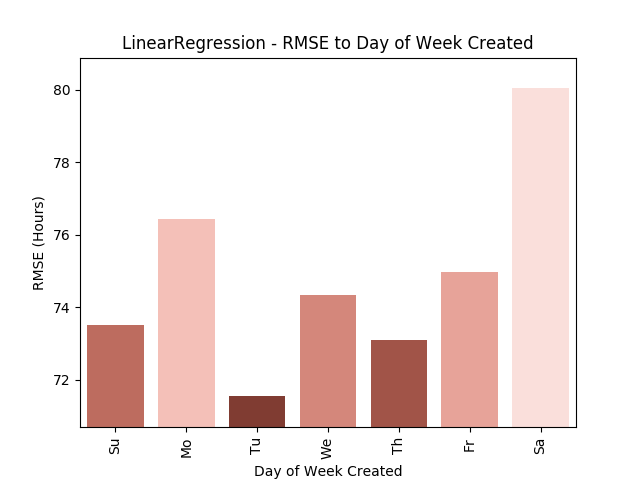 LinearRegression - RMSE to Day of Week Created
RMSE (Hours)
80
78
76
74
72
Su Mo Tu We Th Fr Sa
Day of Week Created